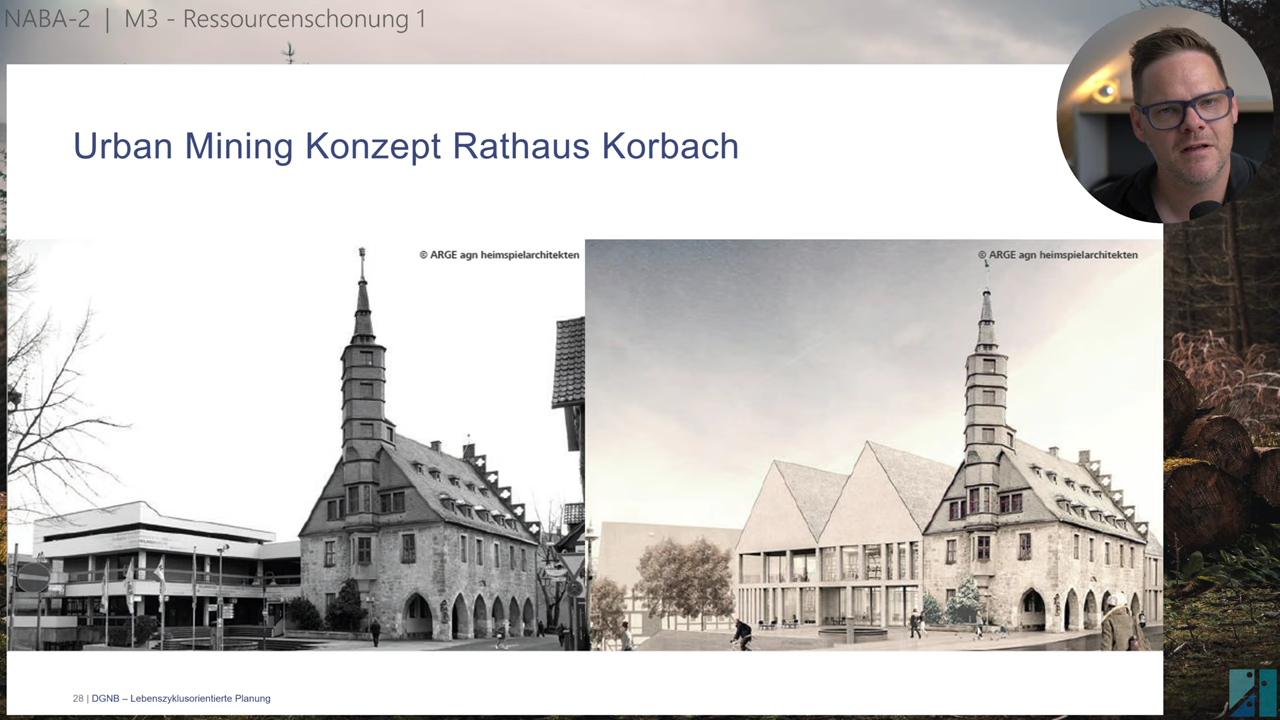 NABA-2 | M3 - Ressourcenschonung 1
Urban Mining Konzept Rathaus Korbach
© ARGE agn heimspielarchitekten
© ARGE agn heimspielarchitekten
28 | DGNB – Lebenszyklusorientierte Planung